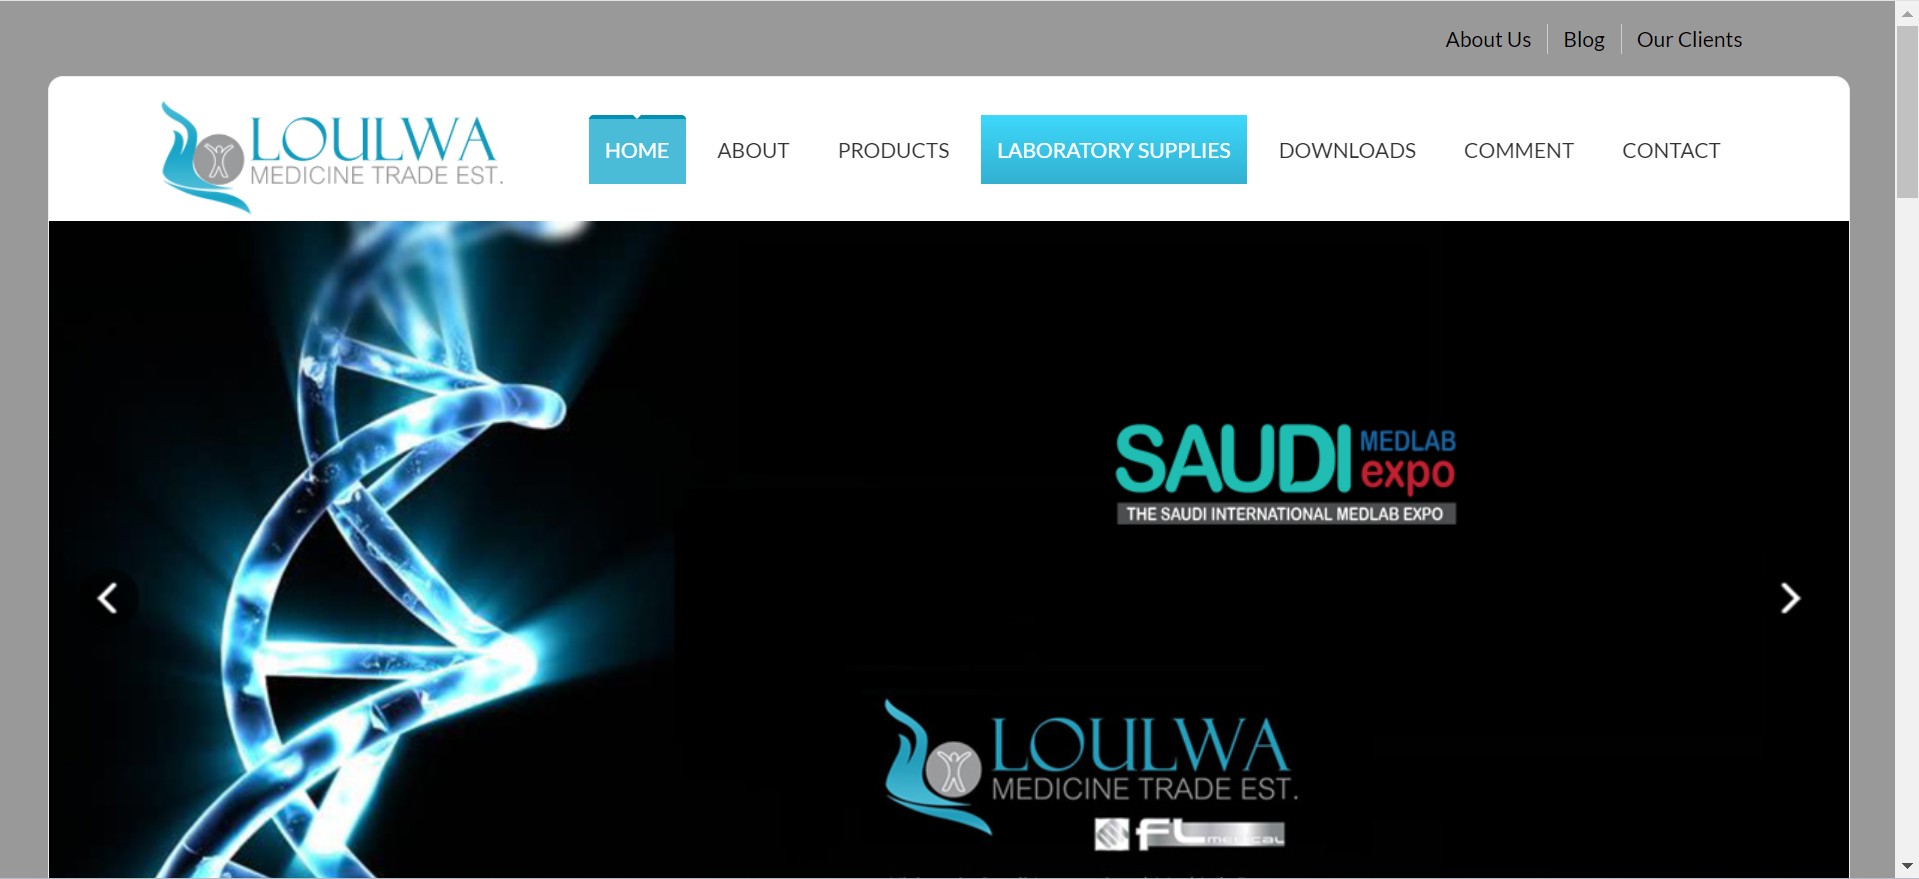 About Us Blog Our Clients
LOULWA
MEDICINE TRADE EST.
HOME ABOUT PRODUCTS LABORATORY SUPPLIES DOWNLOADS COMMENT CONTACT
SAUDI MEDLAB
expo
THE SAUDI INTERNATIONAL MEDLAB EXPO
LOULWA
MEDICINE TRADE EST.
FL MEDICAL